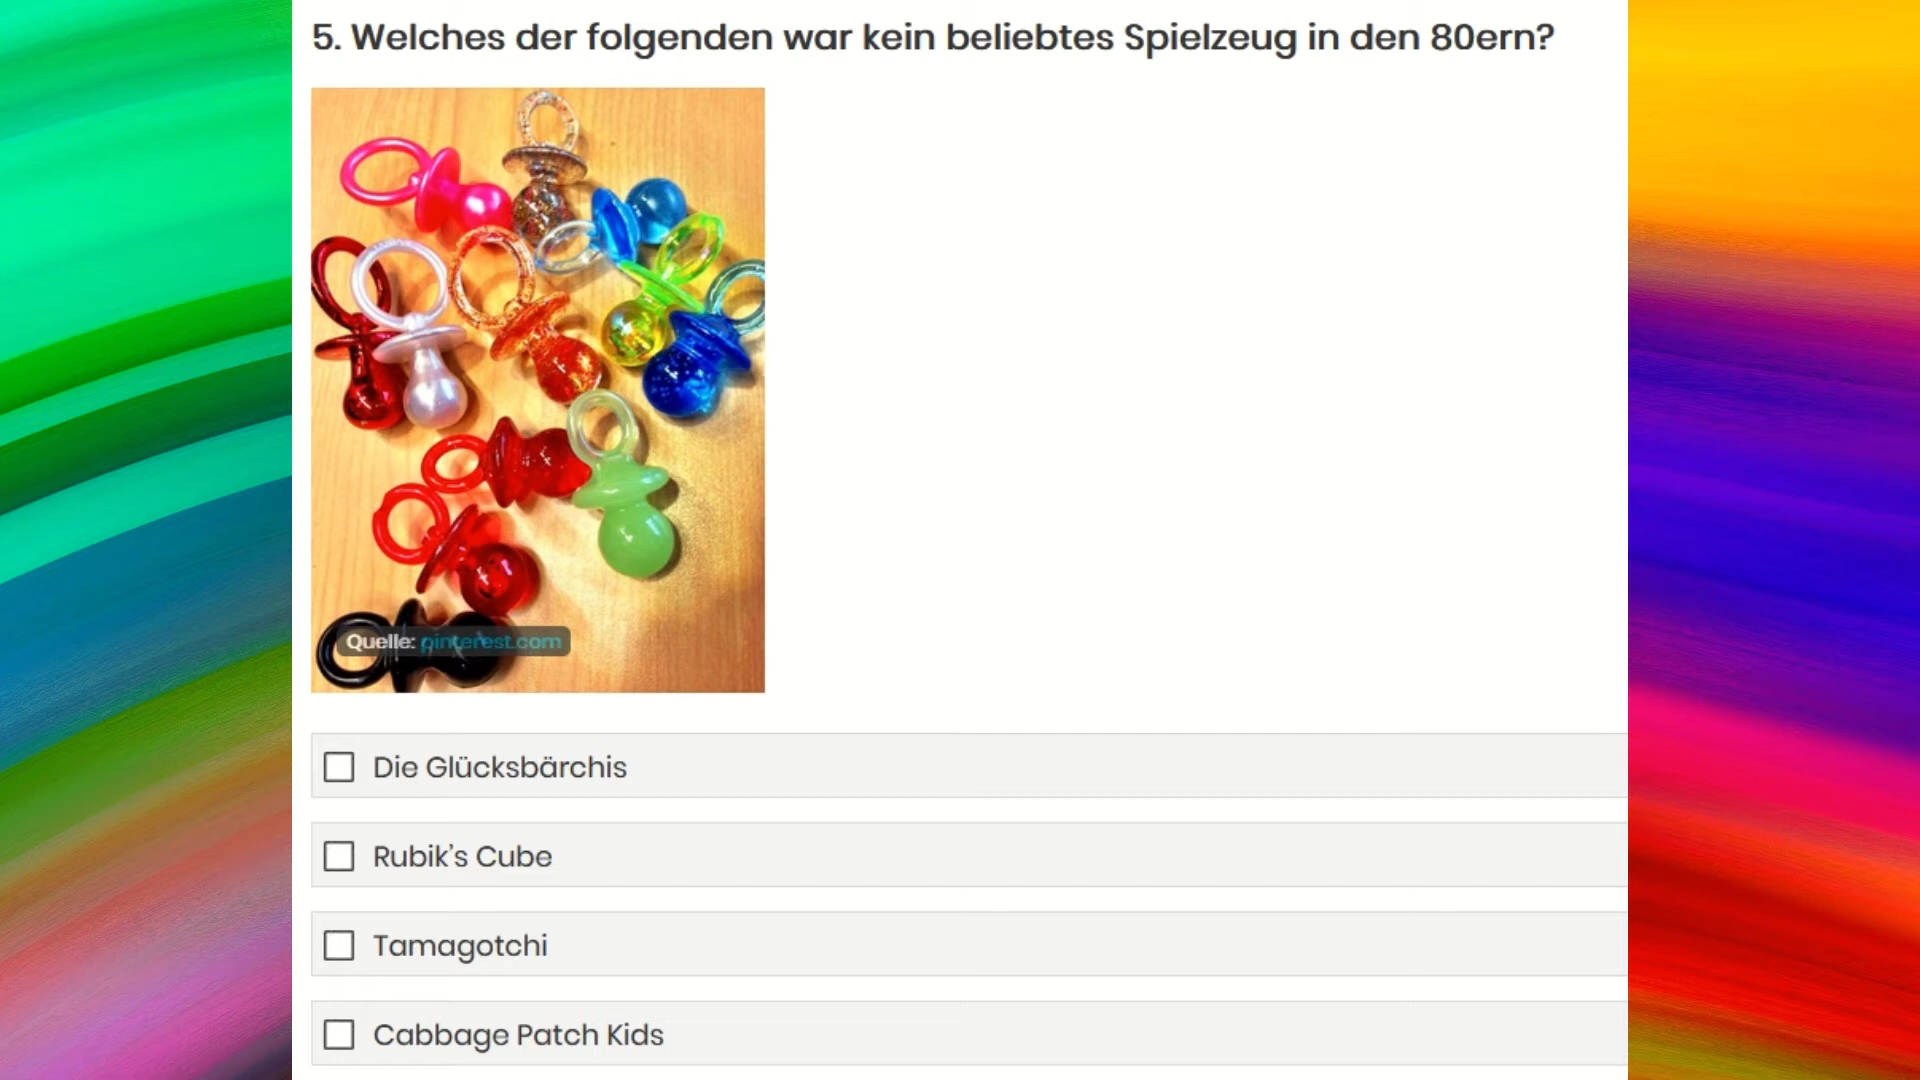 5. Welches der folgenden war kein beliebtes Spielzeug in den 80ern?
Quelle: pinterest.com
Die Glücksbärchis
Rubik's Cube
Tamagotchi
Cabbage Patch Kids